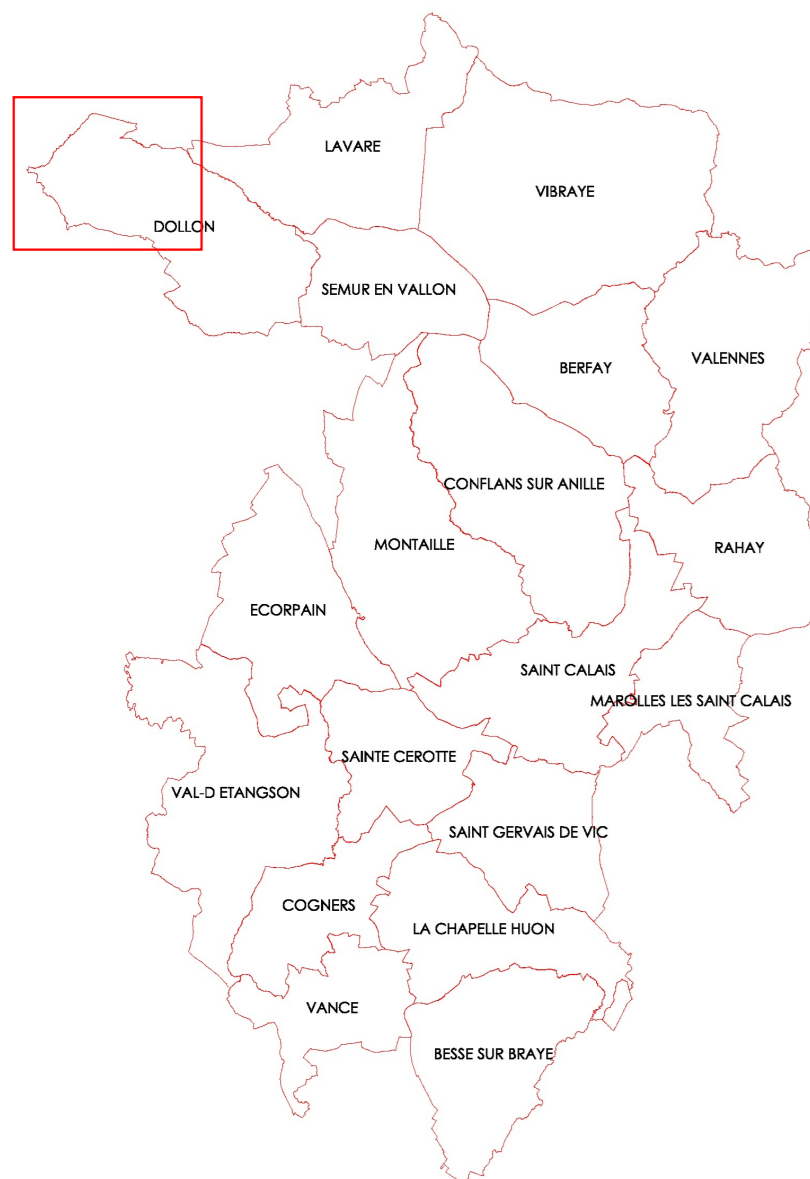 LAVARE
VIBRAYE
DOLLON
SEMUR EN VALLON
VALENNES
BERFAY
CONFLANS SUR ANILLE
MONTAILLE
RAHAY
ECORPAIN
SAINT CALAIS
MAROLLES LES SAINT CALAIS
SAINTE CEROTTE
VAL-D ETANGSON
SAINT GERVAIS DE VIC
COGNERS
LA CHAPELLE HUON
VANCE
BESSE SUR BRAYE